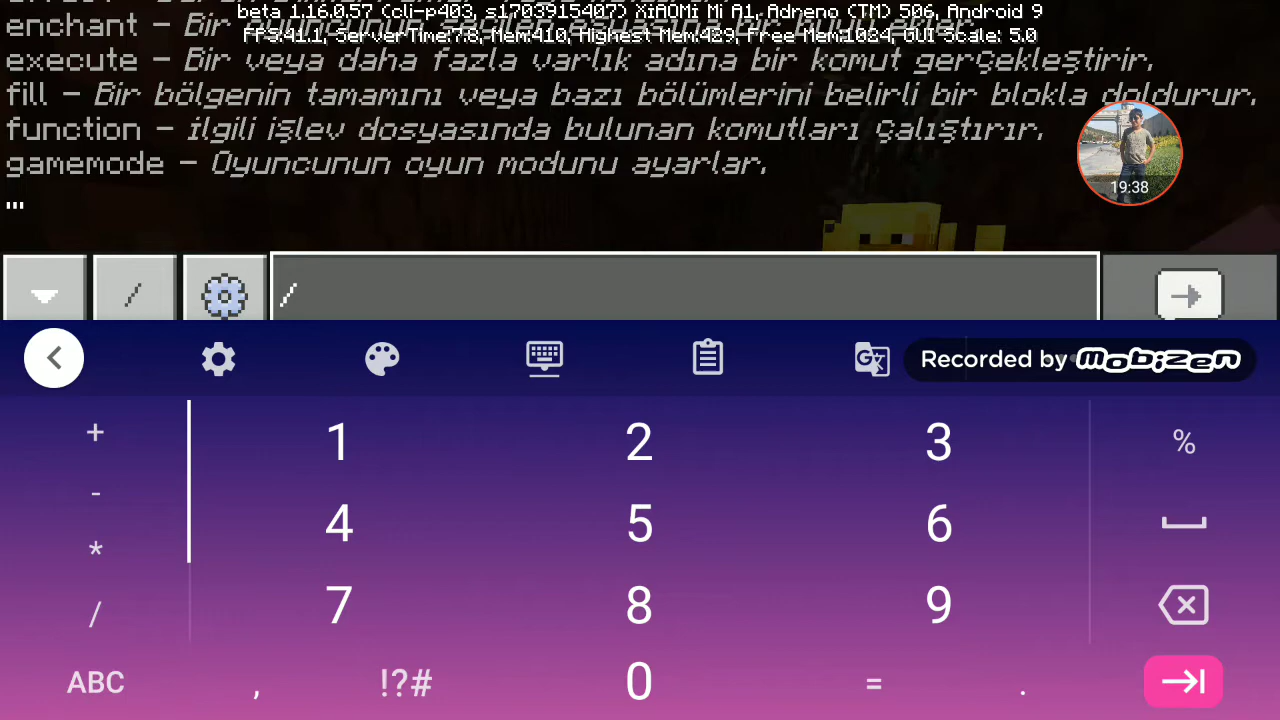 beta 1.16.0.57 (cli-p403, s1703915407) XIAOMI Mi A1, Adreno (TM) 506, Android 9
enchant – Bir
FPS:41.1, ServerTime:7.8, Mem:410, Highest Mem:429, Free Mem:1024, GUI Scale: 5.0
execute – Bir veya daha fazla varlık adına bir komut gerçekleştirir.
fill – Bir bölgenin tamamını veya bazı bölümlerini belirli bir blokla doldurur.
function – İlgili işlev dosyasında bulunan komutları çalıştırır.
gamemode – Oyuncunun oyun modunu ayarlar.
...
19:38
/ /
Recorded by mobizen
+ 1 2 3 %
- 4 5 6
*
/ 7 8 9
ABC , !?# 0 = .